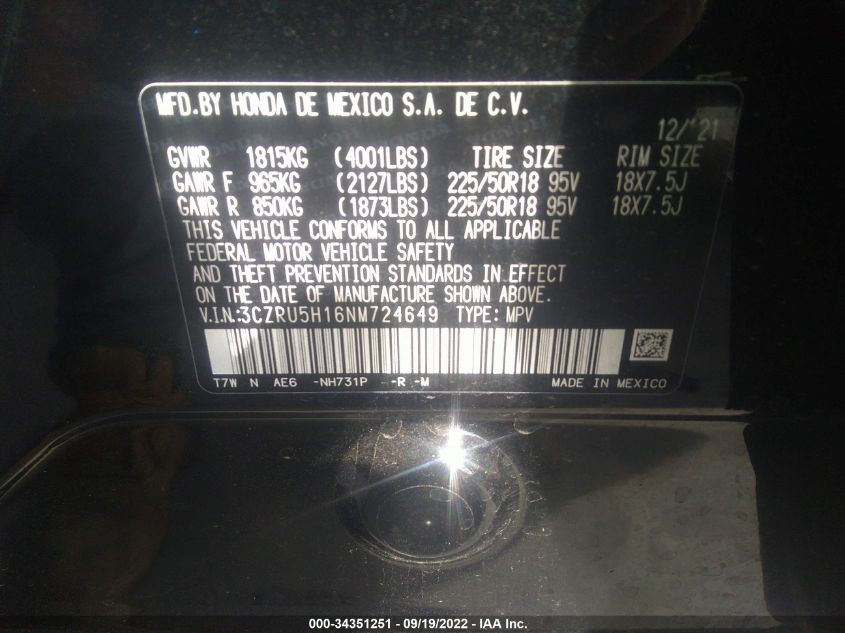 MFD.BY HONDA DE MEXICO S.A. DE C.V.
12/'21
GVWR 1815KG (4001LBS) TIRE SIZE RIM SIZE
GAWR F 965KG (2127LBS) 225/50R18 95V 18X7.5J
GAWR R 850KG (1873LBS) 225/50R18 95V 18X7.5J
THIS VEHICLE CONFORMS TO ALL APPLICABLE
FEDERAL MOTOR VEHICLE SAFETY
AND THEFT PREVENTION STANDARDS IN EFFECT
ON THE DATE OF MANUFACTURE SHOWN ABOVE.
V.I.N.:3CZRU5H16NM724649 TYPE: MPV
T7W N AE6 -NH731P --R -M MADE IN MEXICO
000-34351251 - 09/19/2022 - IAA Inc.